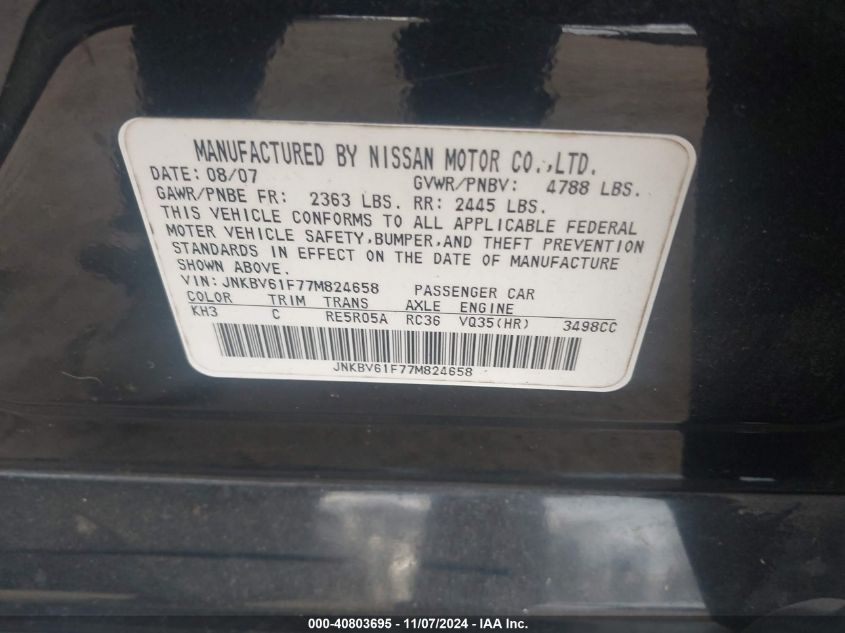 MANUFACTURED BY NISSAN MOTOR CO.,LTD.
DATE: 08/07 GVWR/PNBV: 4788 LBS.
GAWR/PNBE FR: 2363 LBS. RR: 2445 LBS.
THIS VEHICLE CONFORMS TO ALL APPLICABLE FEDERAL
MOTER VEHICLE SAFETY,BUMPER,AND THEFT PREVENTION
STANDARDS IN EFFECT ON THE DATE OF MANUFACTURE
SHOWN ABOVE.
VIN: JNKBV61F77M824658 PASSENGER CAR
COLOR TRIM TRANS AXLE ENGINE
KH3 C RE5R05A RC36 VQ35(HR) 3498CC
JNKBV61F77M824658
000-40803695 - 11/07/2024 - IAA Inc.